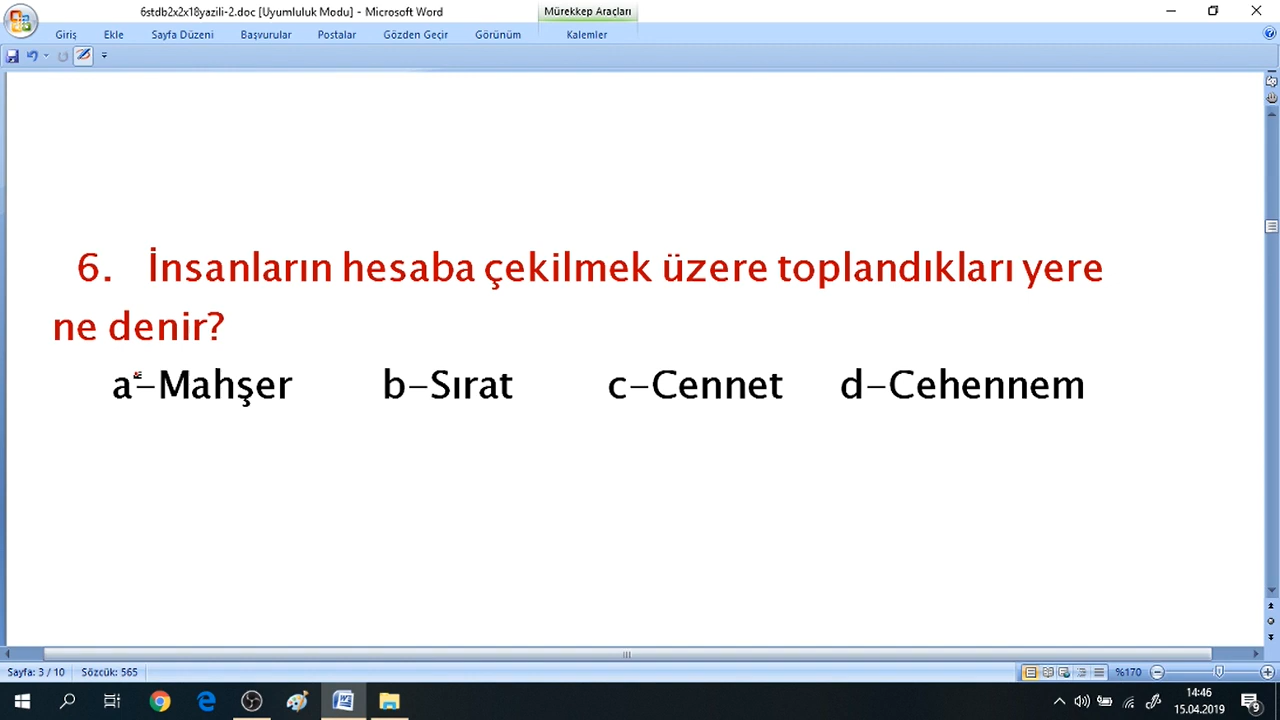 6stdb2x2x18yazili-2.doc [Uyumluluk Modu] - Microsoft Word
Mürekkep Araçları
Giriş Ekle Sayfa Düzeni Başvurular Postalar Gözden Geçir Görünüm Kalemler
6. İnsanların hesaba çekilmek üzere toplandıkları yere
ne denir?
a-Mahşer b-Sırat c-Cennet d-Cehennem
Sayfa: 3 / 10 Sözcük: 565 %170
14:46
15.04.2019
9